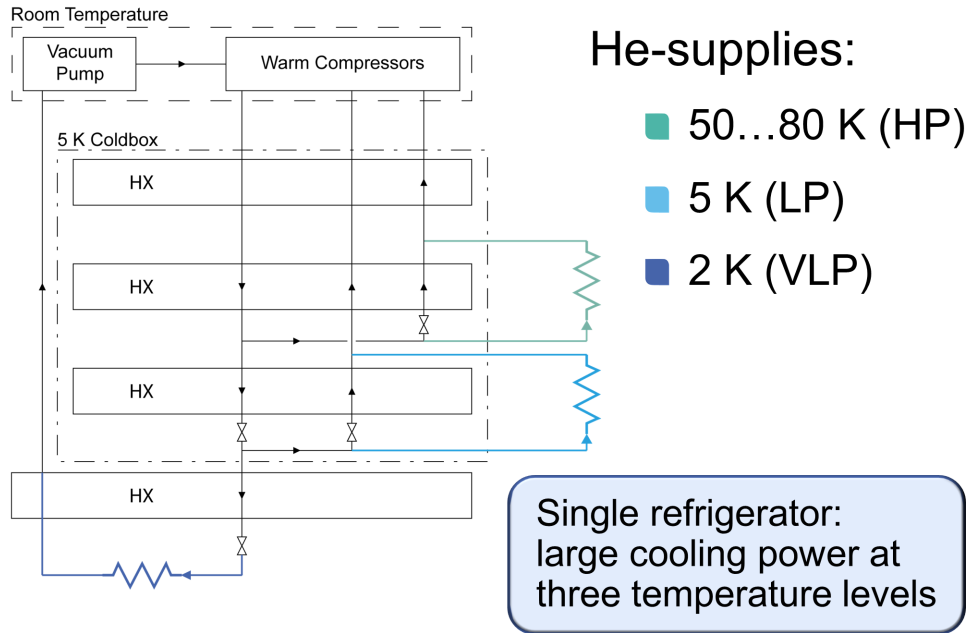 Room Temperature
Vacuum
Pump
Warm Compressors
5 K Coldbox
HX
HX
HX
HX
He-supplies:
50…80 K (HP)
5 K (LP)
2 K (VLP)
Single refrigerator:
large cooling power at
three temperature levels